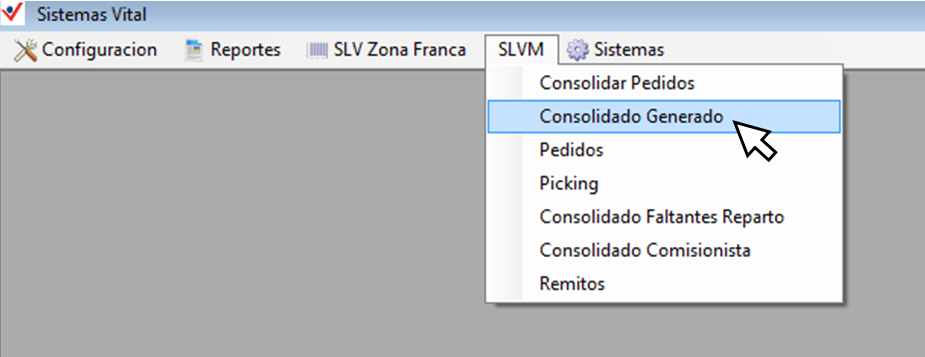 Sistemas Vital
Configuracion Reportes SLV Zona Franca SLVM Sistemas
Consolidar Pedidos
Consolidado Generado
Pedidos
Picking
Consolidado Faltantes Reparto
Consolidado Comisionista
Remitos